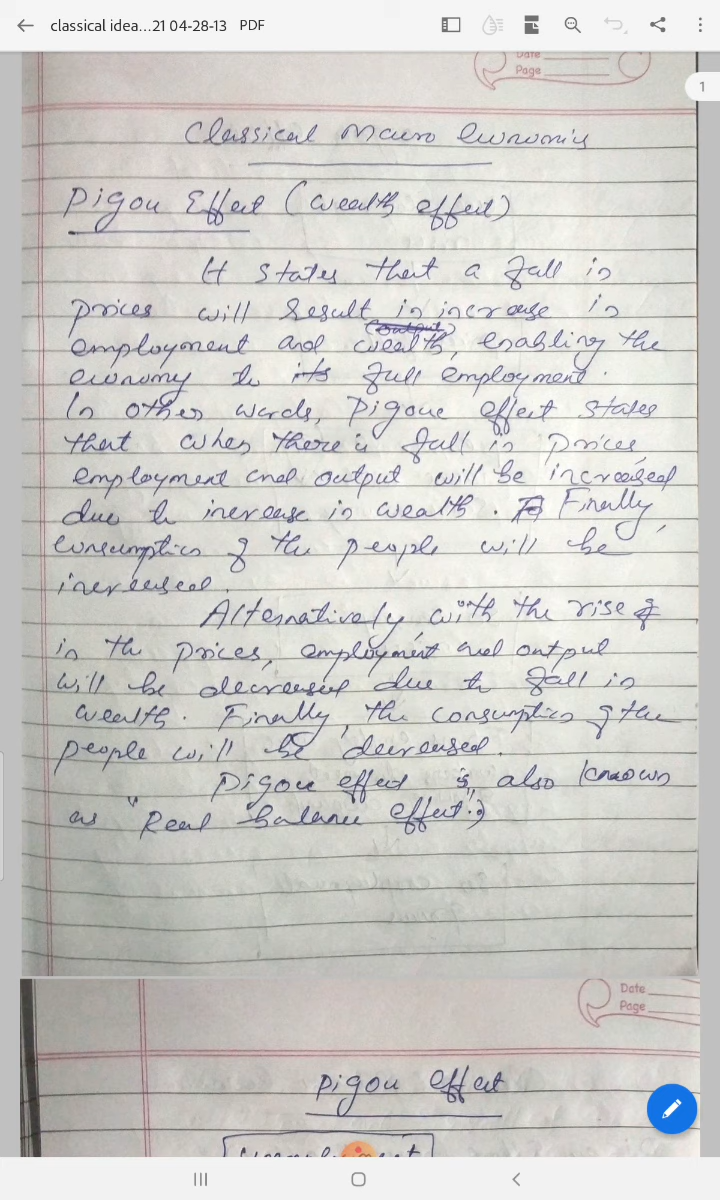 classical idea...21 04-28-13 PDF
Date
Page
1
Classical Macro Economics
Pigou Effect (wealth effect)
It states that a fall in
prices will result in increase in
(output)
employment and wealth, enabling the
economy to its full employment.
In other words, Pigoue effect states
that when there is fall in prices,
employment and output will be increased
due to increase in wealth. Finally,
consumption of the people will be
increased.
Alternatively, with the rise of
in the prices, employment and output
will be decreased due to fall in
wealth. Finally, the consumption of the
people will be decreased.
Pigou effect is also known
as "Real balance effect".
Date
Page
Pigou effect